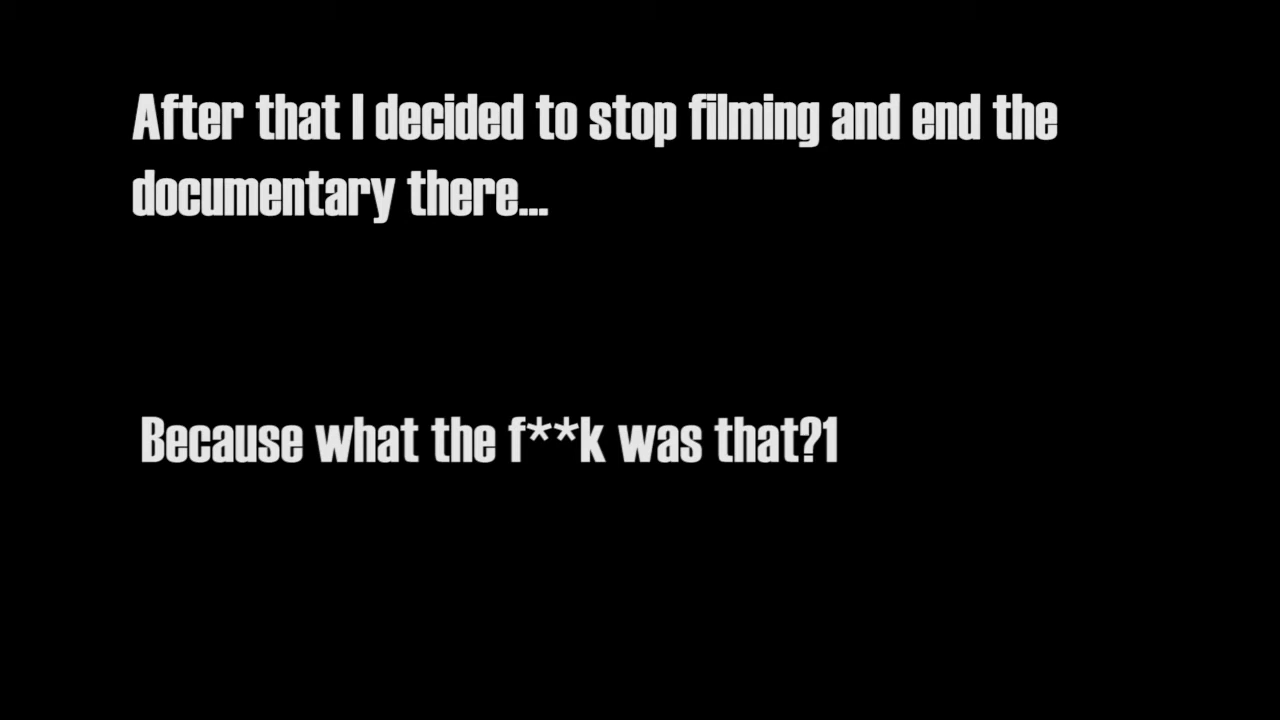 After that I decided to stop filming and end the
documentary there...
Because what the f**k was that?1